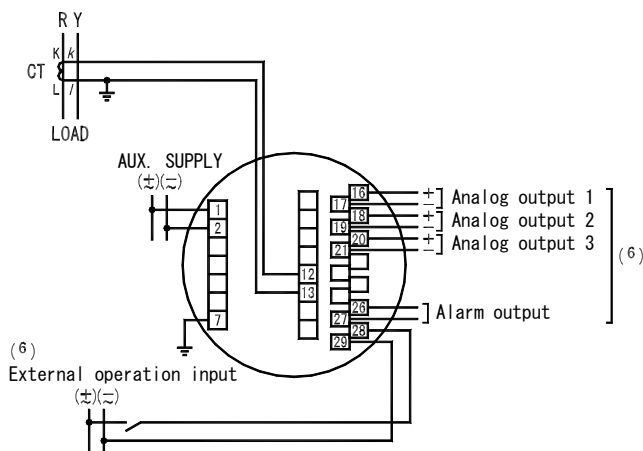 R Y
K k
CT
L l
LOAD
AUX. SUPPLY
(±)(∓)
1
2
7
12
13
16
17
18
19
20
21
26
27
28
29
+
− Analog output 1
+
− Analog output 2
+
− Analog output 3
(6)
Alarm output
(6)
External operation input
(±)(∓)